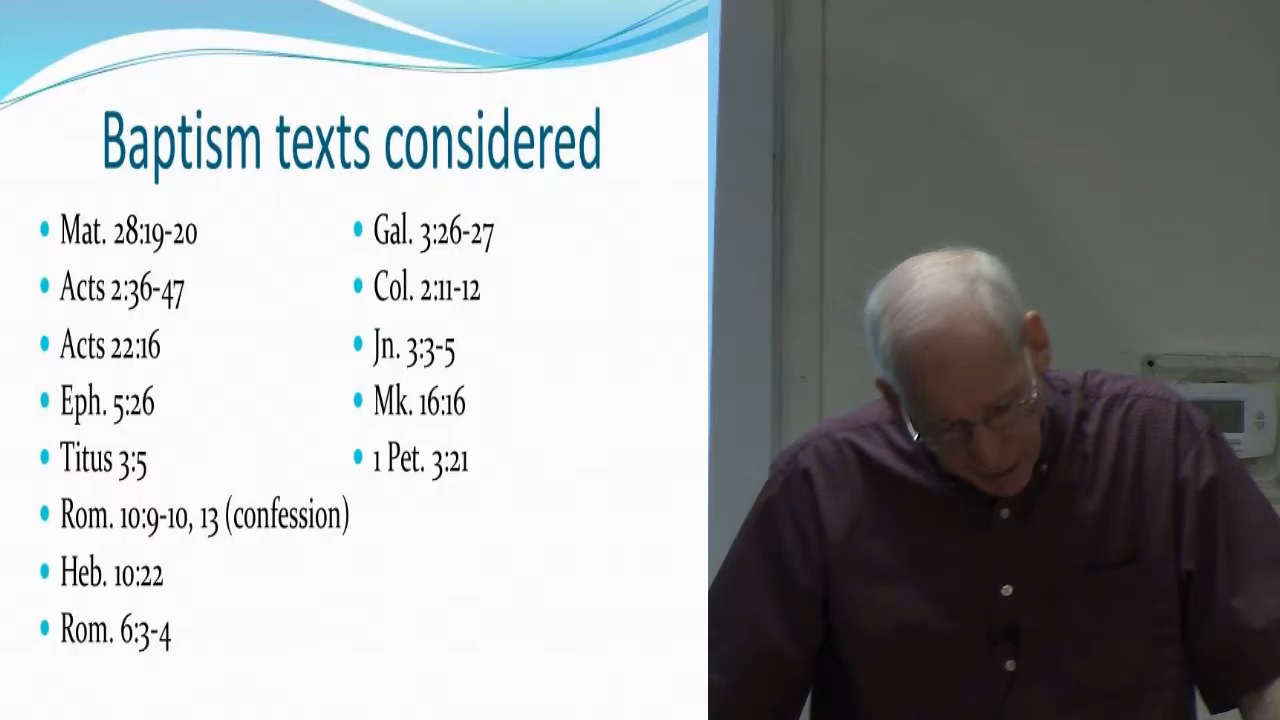 Baptism texts considered
• Mat. 28:19-20
• Acts 2:36-47
• Acts 22:16
• Eph. 5:26
• Titus 3:5
• Rom. 10:9-10, 13 (confession)
• Heb. 10:22
• Rom. 6:3-4
• Gal. 3:26-27
• Col. 2:11-12
• Jn. 3:3-5
• Mk. 16:16
• 1 Pet. 3:21